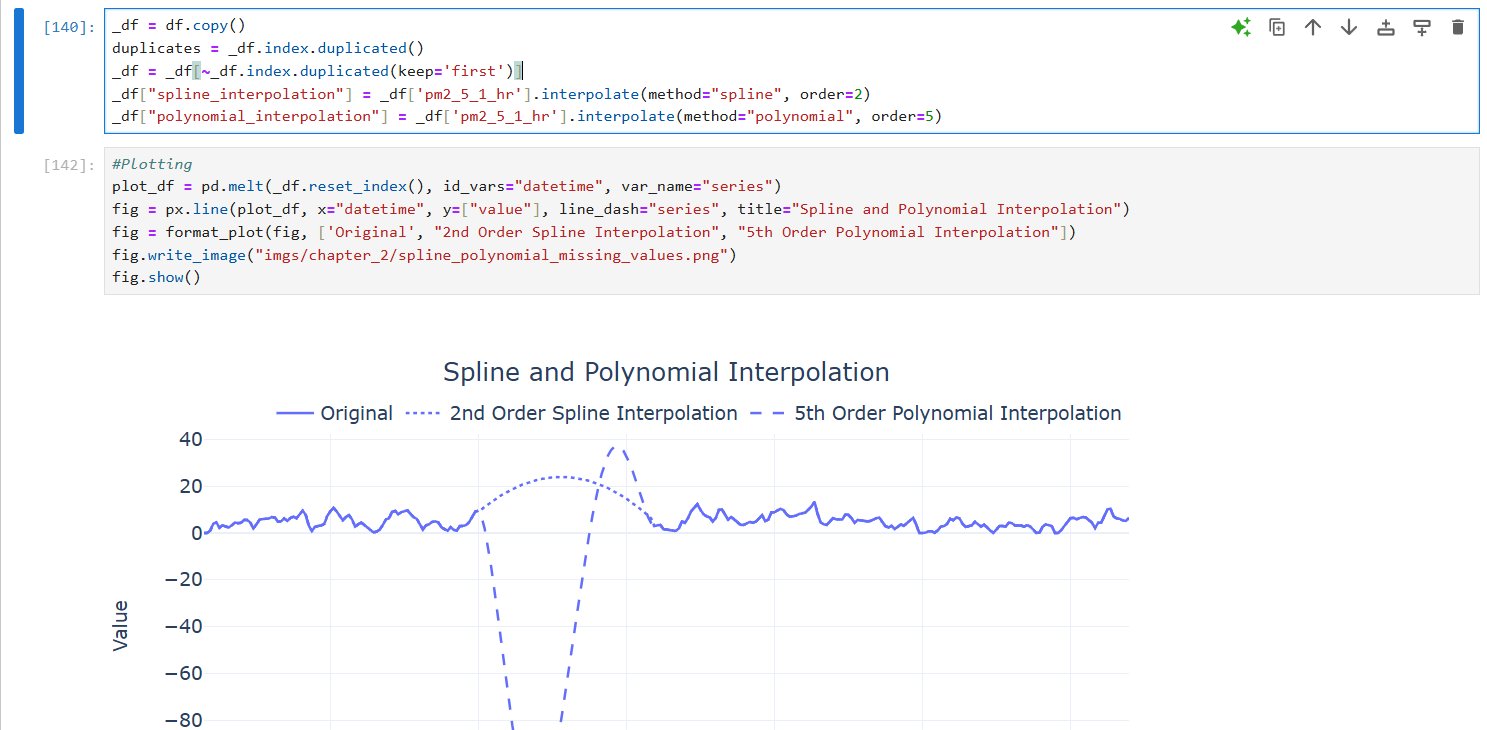 [140]:
_df = df.copy()
duplicates = _df.index.duplicated()
_df = _df[~_df.index.duplicated(keep='first')]
_df["spline_interpolation"] = _df['pm2_5_1_hr'].interpolate(method="spline", order=2)
_df["polynomial_interpolation"] = _df['pm2_5_1_hr'].interpolate(method="polynomial", order=5)
[142]:
#Plotting
plot_df = pd.melt(_df.reset_index(), id_vars="datetime", var_name="series")
fig = px.line(plot_df, x="datetime", y=["value"], line_dash="series", title="Spline and Polynomial Interpolation")
fig = format_plot(fig, ['Original', "2nd Order Spline Interpolation", "5th Order Polynomial Interpolation"])
fig.write_image("imgs/chapter_2/spline_polynomial_missing_values.png")
fig.show()
Spline and Polynomial Interpolation
Original 2nd Order Spline Interpolation 5th Order Polynomial Interpolation
40
20
0
−20
−40
−60
−80
Value